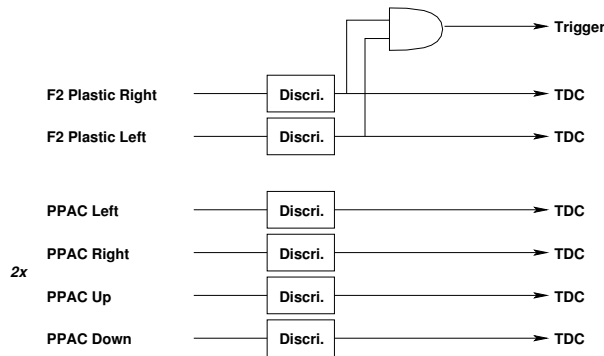 Trigger
F2 Plastic Right Discri. TDC
F2 Plastic Left Discri. TDC
PPAC Left Discri. TDC
PPAC Right Discri. TDC
2x
PPAC Up Discri. TDC
PPAC Down Discri. TDC